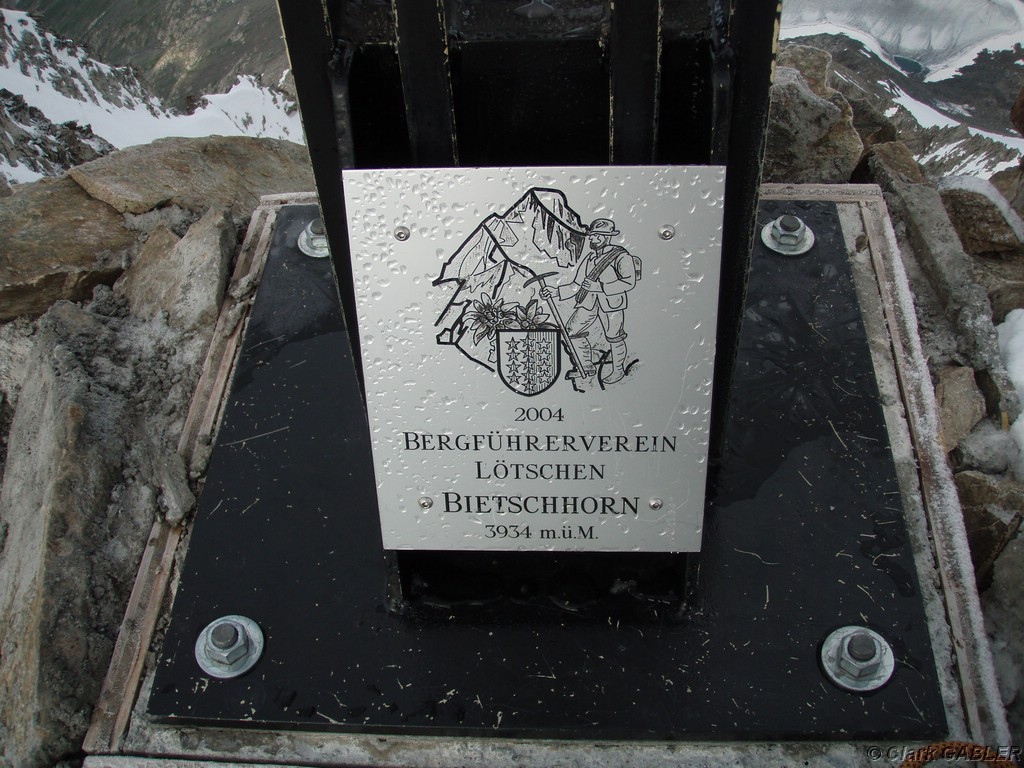 2004
BERGFÜHRERVEREIN
LÖTSCHEN
BIETSCHHORN
3934 m.ü.M.
© Clark GABLER